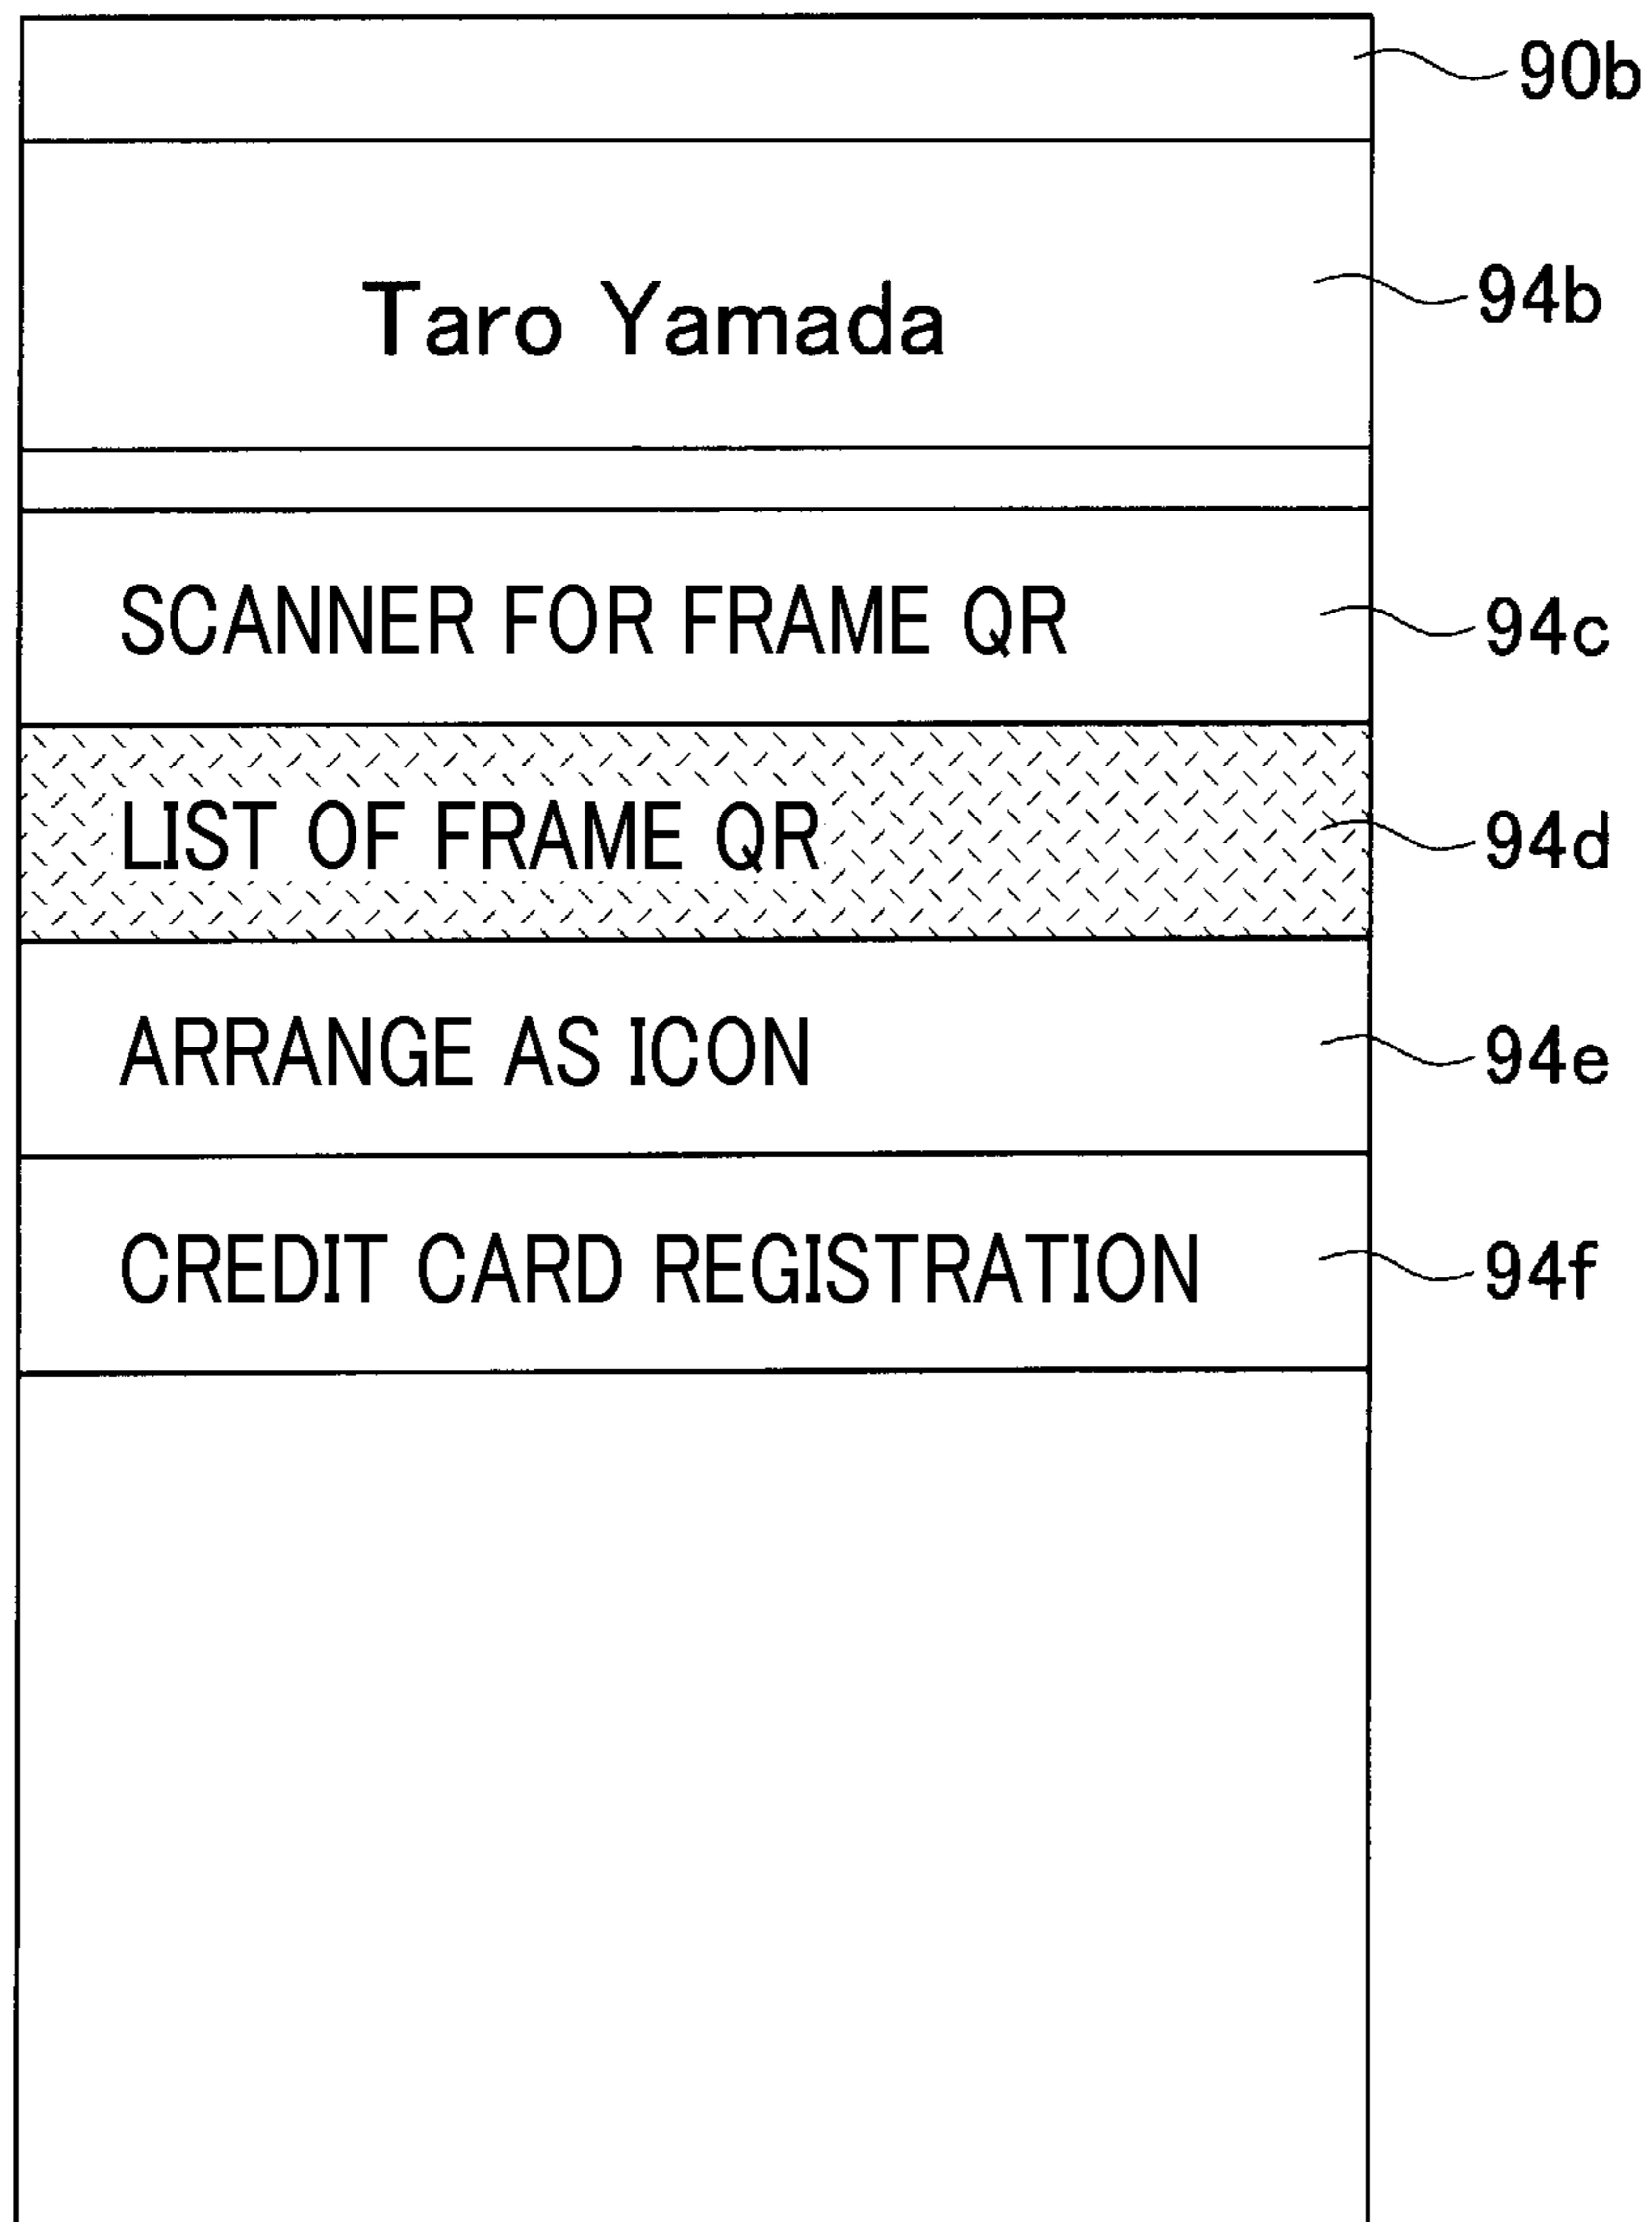 90b
Taro Yamada 94b
SCANNER FOR FRAME QR 94c
LIST OF FRAME QR 94d
ARRANGE AS ICON 94e
CREDIT CARD REGISTRATION 94f